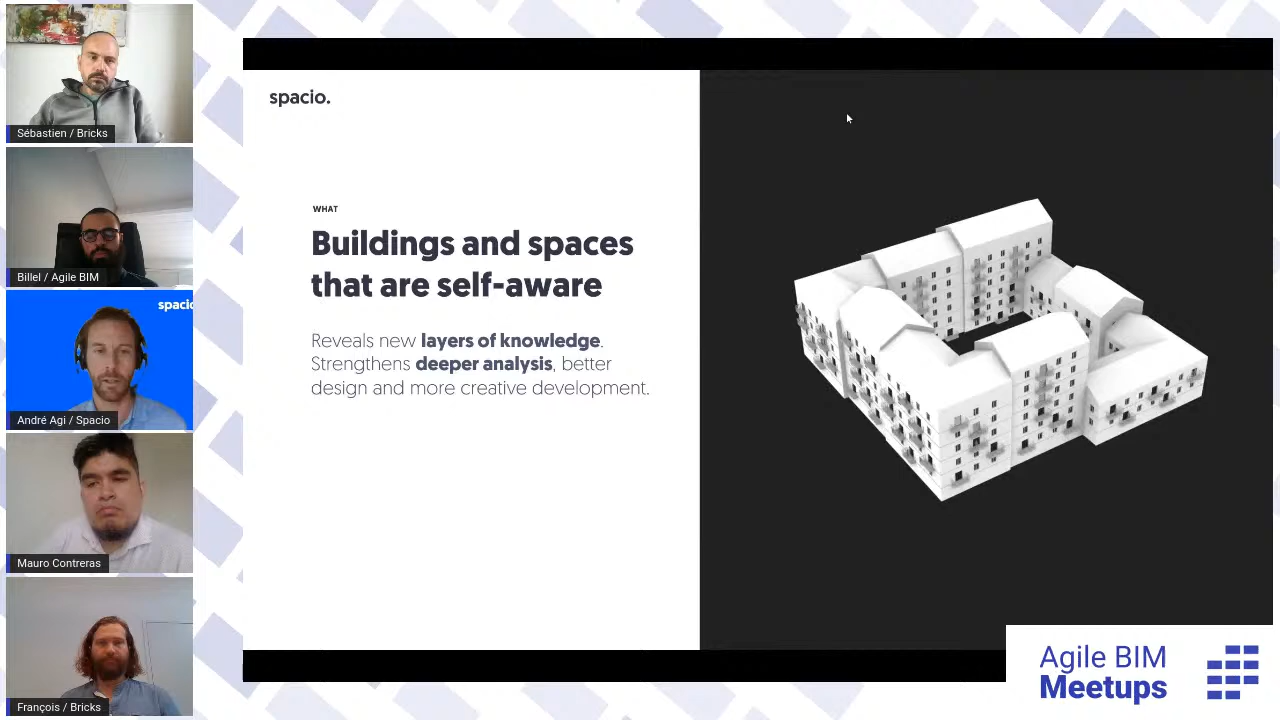 Sébastien / Bricks
Billel / Agile BIM
spacio
André Agi / Spacio
Mauro Contreras
François / Bricks
spacio.
WHAT
Buildings and spaces
that are self-aware
Reveals new layers of knowledge.
Strengthens deeper analysis, better
design and more creative development.
Agile BIM
Meetups